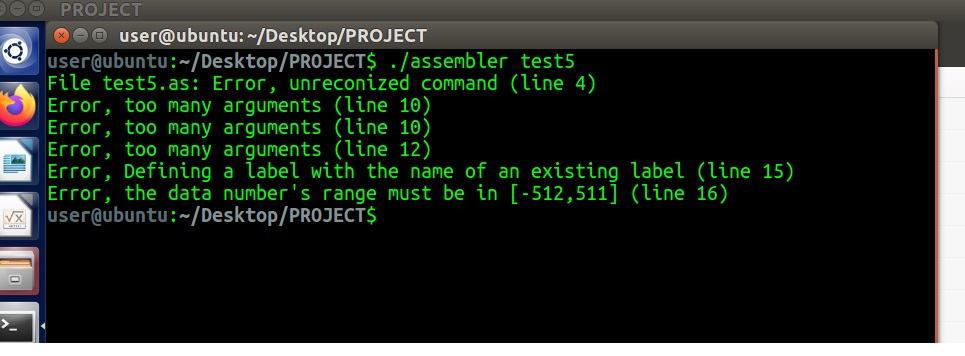 PROJECT
user@ubuntu: ~/Desktop/PROJECT
user@ubuntu:~/Desktop/PROJECT$ ./assembler test5
File test5.as: Error, unreconized command (line 4)
Error, too many arguments (line 10)
Error, too many arguments (line 10)
Error, too many arguments (line 12)
Error, Defining a label with the name of an existing label (line 15)
Error, the data number's range must be in [-512,511] (line 16)
user@ubuntu:~/Desktop/PROJECT$